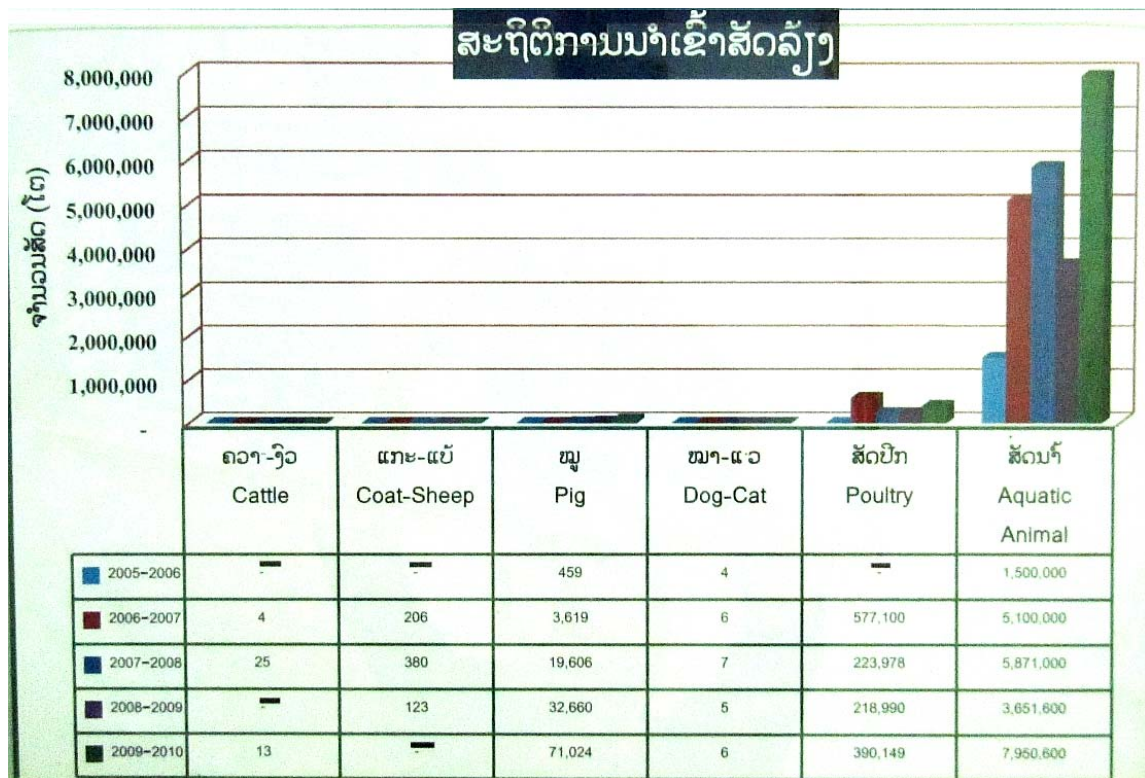 ສະຖິຕິການນໍາເຂົ້າສັດລ້ຽງ
ຈໍານວນສັດ (ໂຕ)
8,000,000
7,000,000
6,000,000
5,000,000
4,000,000
3,000,000
2,000,000
1,000,000
-
ຄວາຍ-ງົວ ແກະ-ແບ້ ໝູ ໝາ-ແມວ ສັດປີກ ສັດນໍ້າ
Cattle Coat-Sheep Pig Dog-Cat Poultry Aquatic
Animal
2005-2006 - - 459 4 - 1,500,000
2006-2007 4 206 3,619 6 577,100 5,100,000
2007-2008 25 380 19,606 7 223,978 5,871,000
2008-2009 - 123 32,660 5 218,990 3,651,600
2009-2010 13 - 71,024 6 390,149 7,950,600